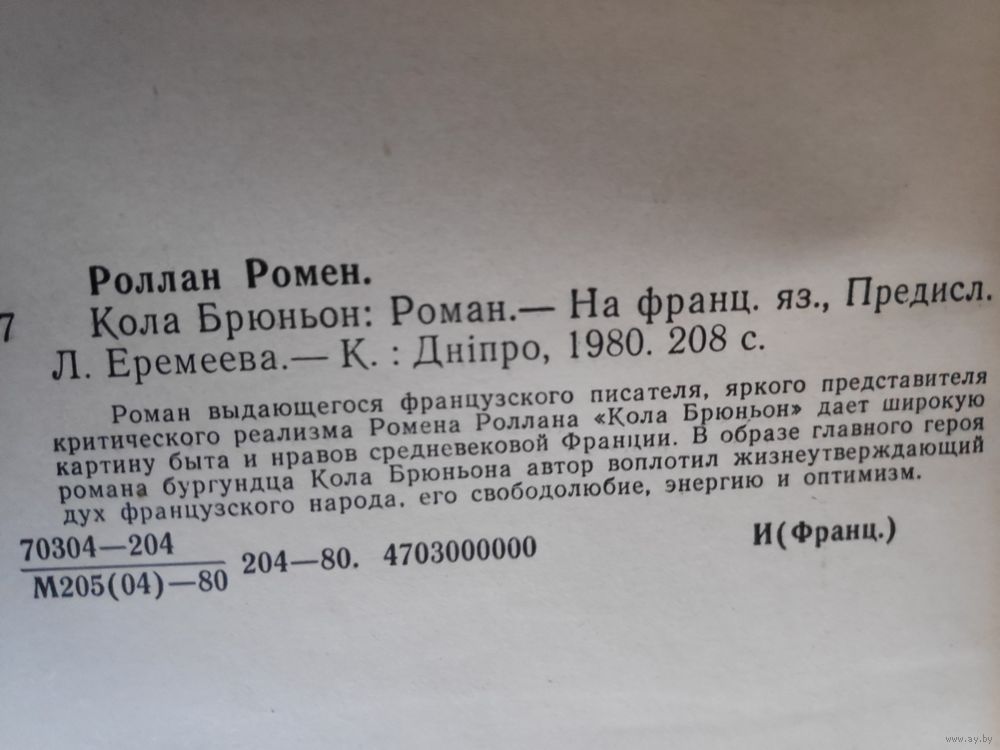 Роллан Ромен.
7 Кола Брюньон: Роман.— На франц. яз., Предисл.
Л. Еремеева.— К. : Дніпро, 1980. 208 с.
Роман выдающегося французского писателя, яркого представителя
критического реализма Ромена Роллана «Кола Брюньон» дает широкую
картину быта и нравов средневековой Франции. В образе главного героя
романа бургундца Кола Брюньона автор воплотил жизнеутверждающий
дух французского народа, его свободолюбие, энергию и оптимизм.
70304—204
М205(04)—80 204—80. 4703000000 И(Франц.)
www.ay.by